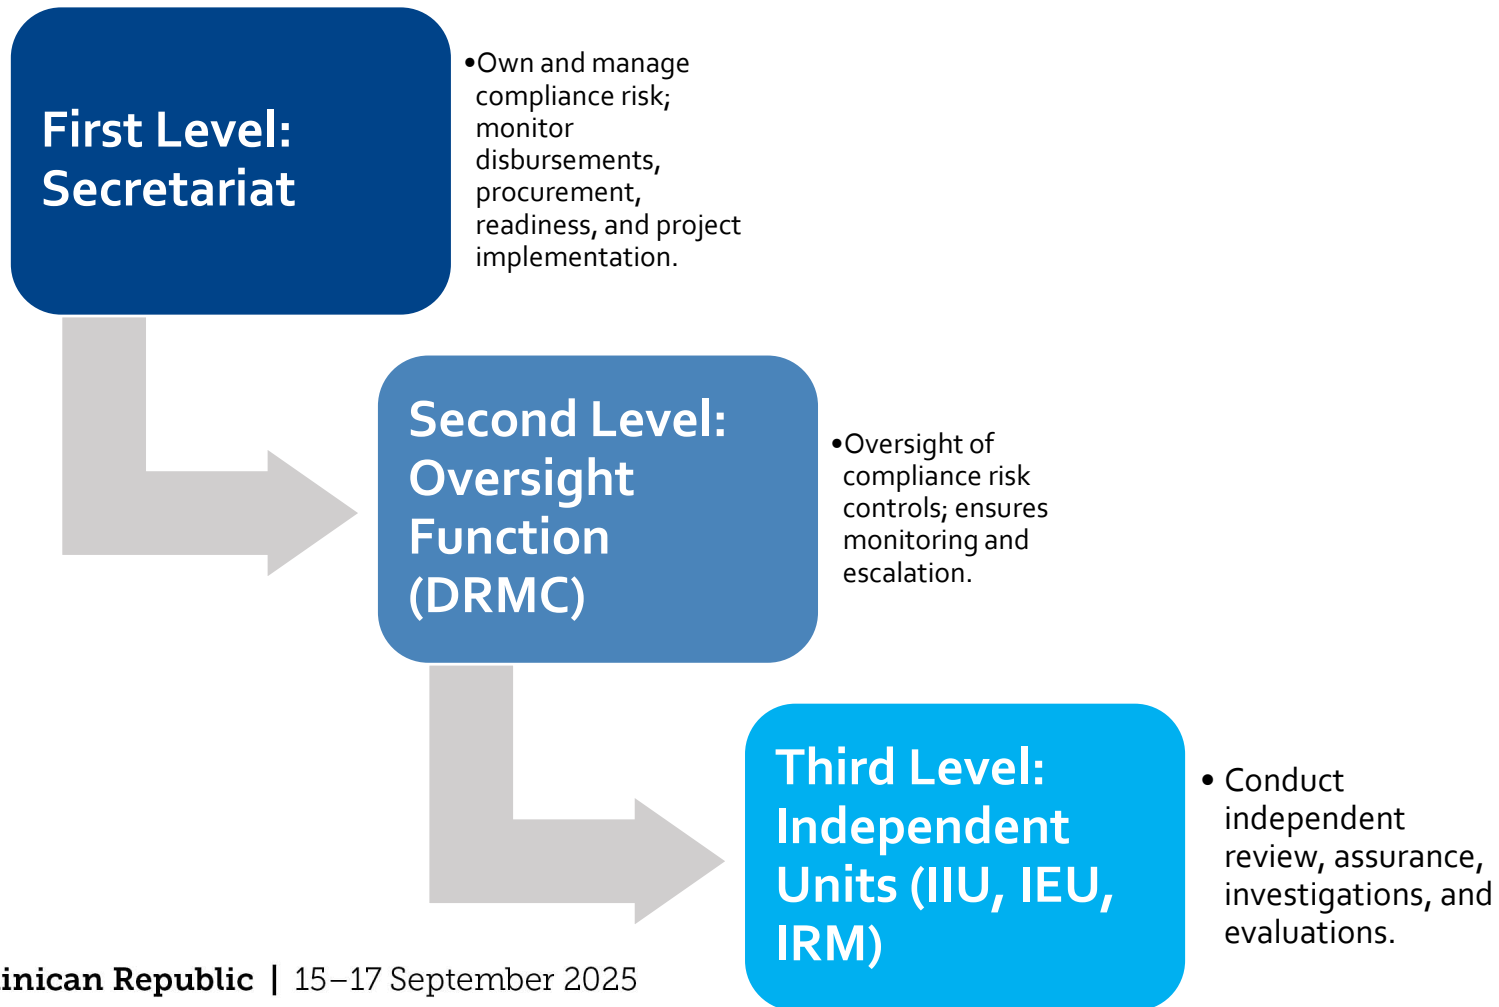 First Level:
Secretariat
•Own and manage
compliance risk;
monitor
disbursements,
procurement,
readiness, and project
implementation.
Second Level:
Oversight
Function
(DRMC)
•Oversight of
compliance risk
controls; ensures
monitoring and
escalation.
Third Level:
Independent
Units (IIU, IEU,
IRM)
• Conduct
independent
review, assurance,
investigations, and
evaluations.
Republic | 15–17 September 2025